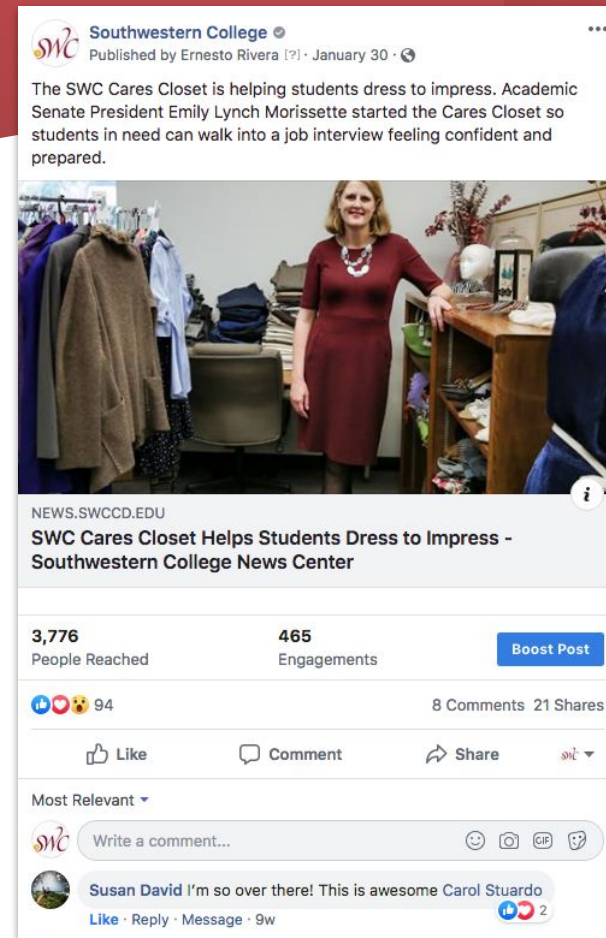 SWC
Southwestern College
Published by Ernesto Rivera [?] · January 30 ·
The SWC Cares Closet is helping students dress to impress. Academic
Senate President Emily Lynch Morissette started the Cares Closet so
students in need can walk into a job interview feeling confident and
prepared.
i
NEWS.SWCCD.EDU
SWC Cares Closet Helps Students Dress to Impress -
Southwestern College News Center
3,776 465
People Reached Engagements
Boost Post
94 8 Comments 21 Shares
Like Comment Share swc
Most Relevant
SWC Write a comment... GIF
Susan David I'm so over there! This is awesome Carol Stuardo
2
Like · Reply · Message · 9w